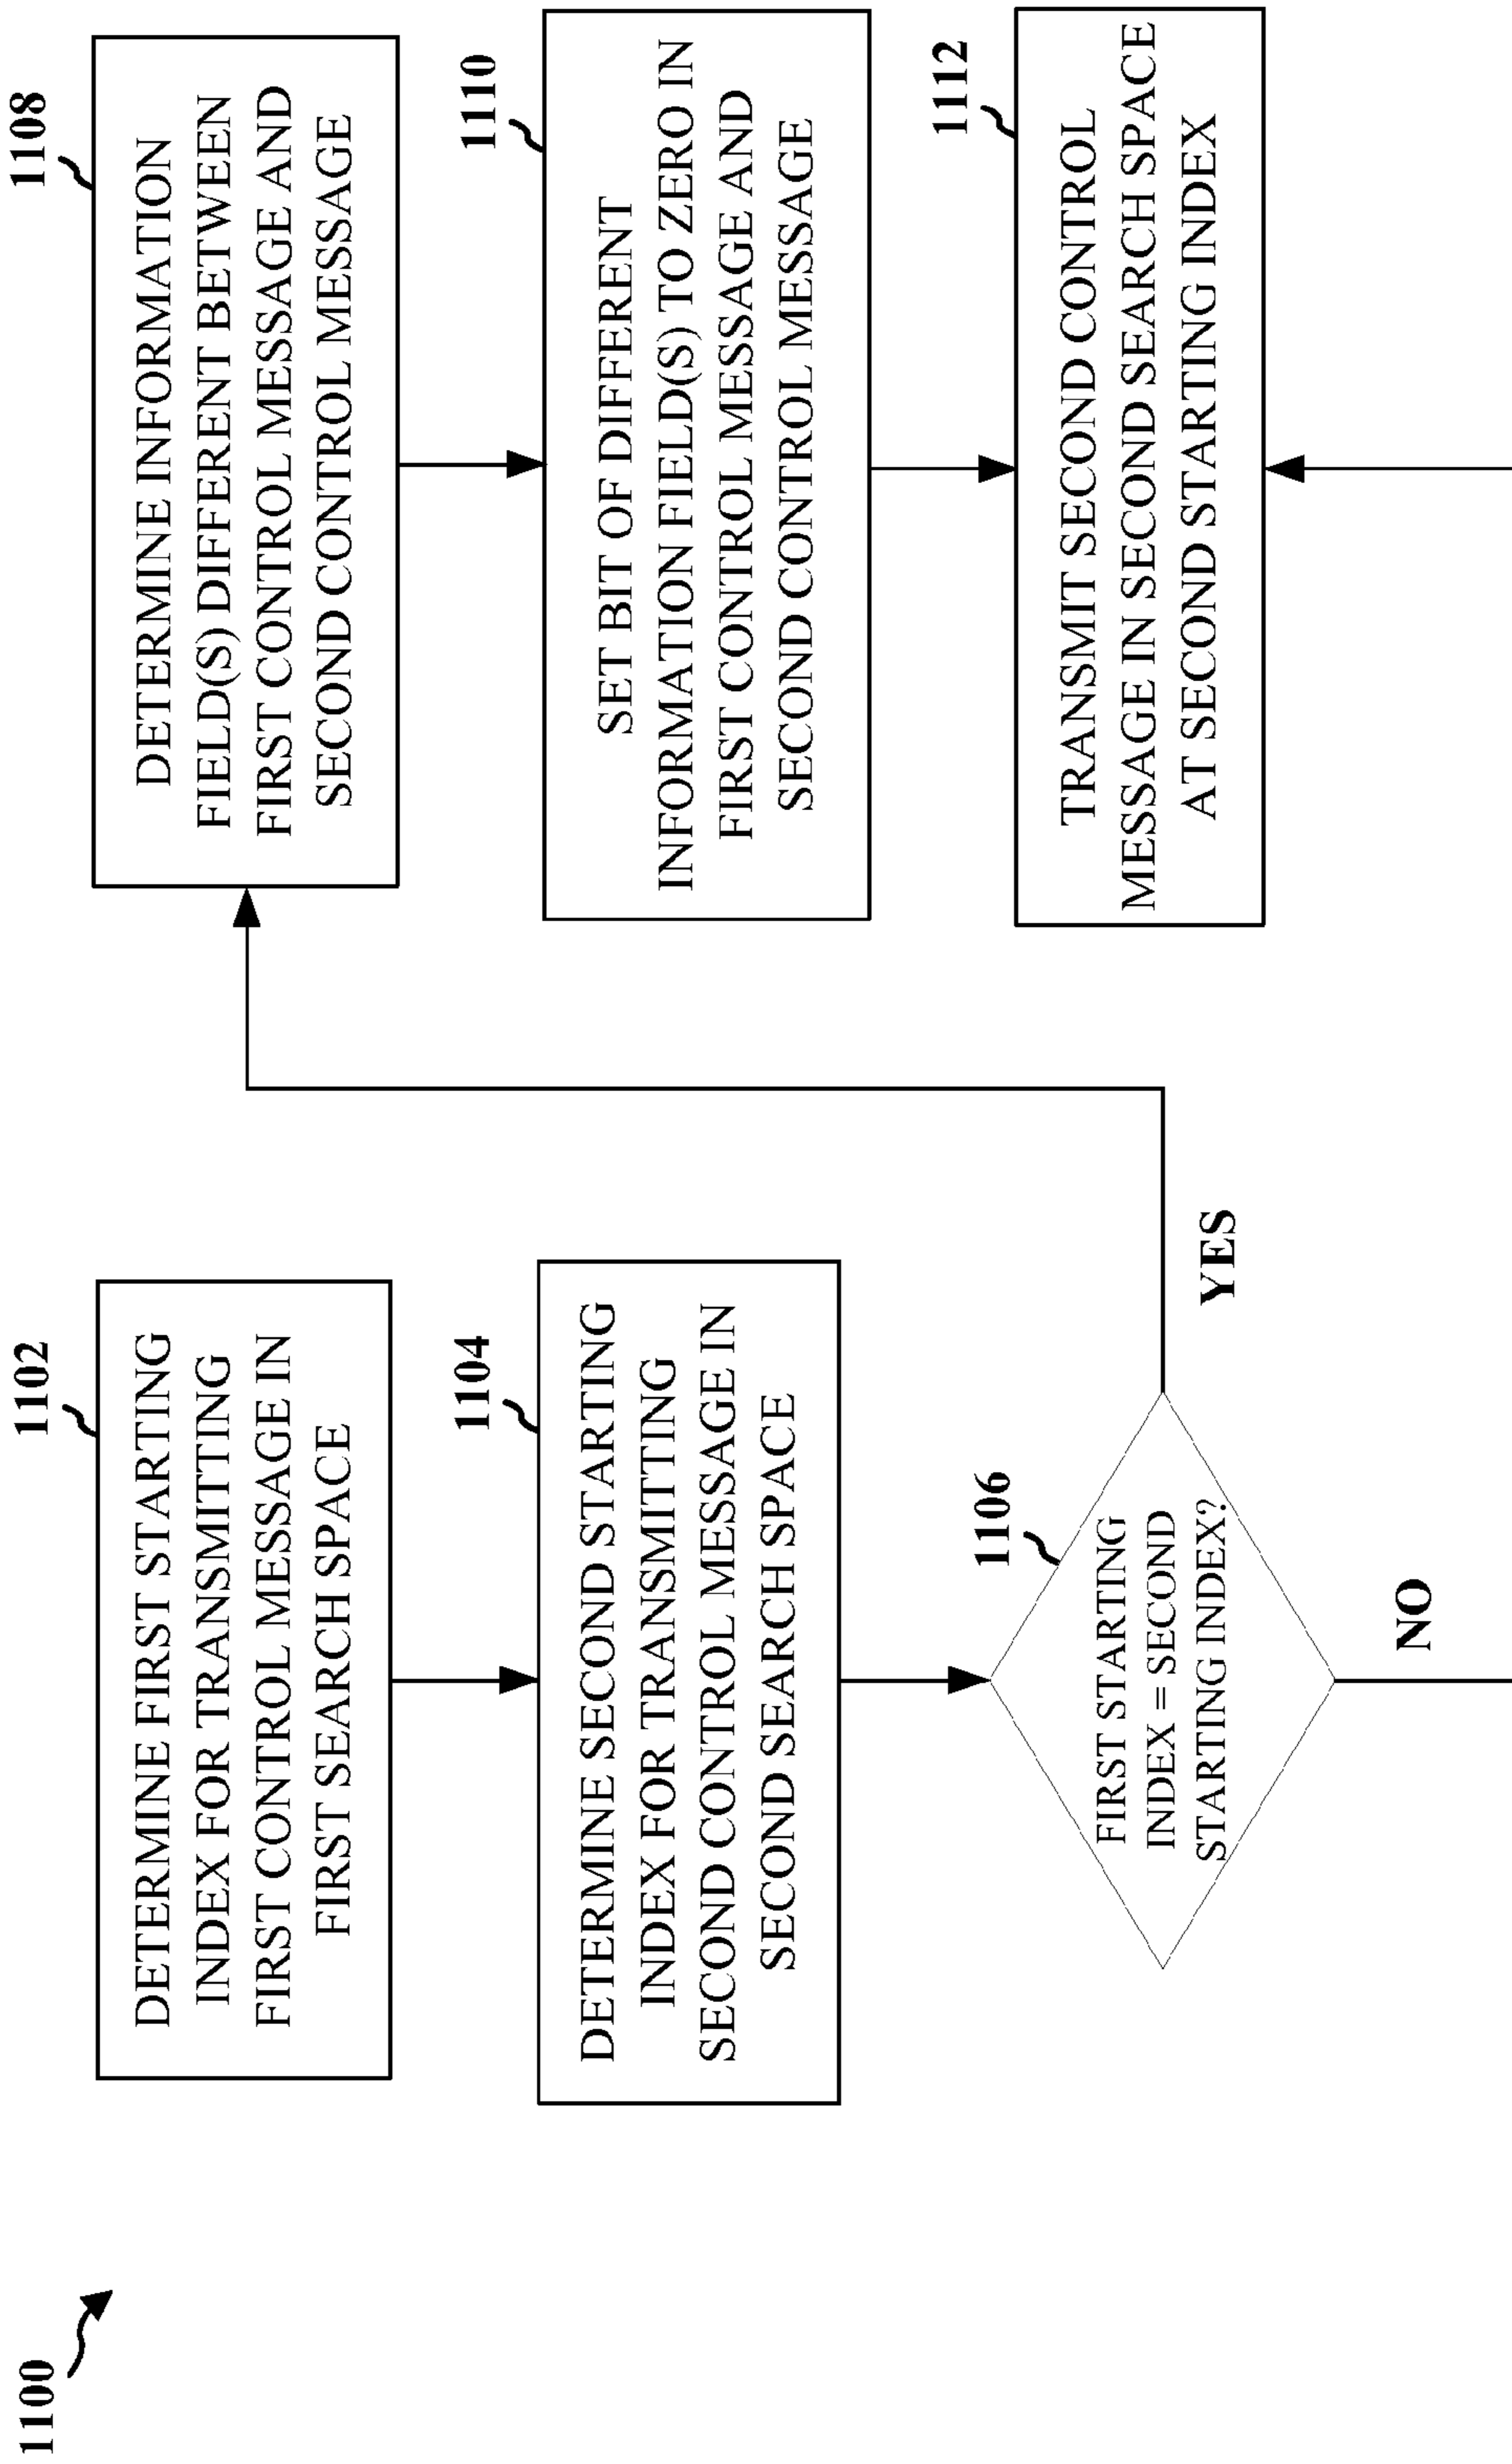 1100
1102
DETERMINE FIRST STARTING
INDEX FOR TRANSMITTING
FIRST CONTROL MESSAGE IN
FIRST SEARCH SPACE
1104
DETERMINE SECOND STARTING
INDEX FOR TRANSMITTING
SECOND CONTROL MESSAGE IN
SECOND SEARCH SPACE
1106
FIRST STARTING
INDEX = SECOND
STARTING INDEX?
YES
NO
1108
DETERMINE INFORMATION
FIELD(S) DIFFERENT BETWEEN
FIRST CONTROL MESSAGE AND
SECOND CONTROL MESSAGE
1110
SET BIT OF DIFFERENT
INFORMATION FIELD(S) TO ZERO IN
FIRST CONTROL MESSAGE AND
SECOND CONTROL MESSAGE
1112
TRANSMIT SECOND CONTROL
MESSAGE IN SECOND SEARCH SPACE
AT SECOND STARTING INDEX